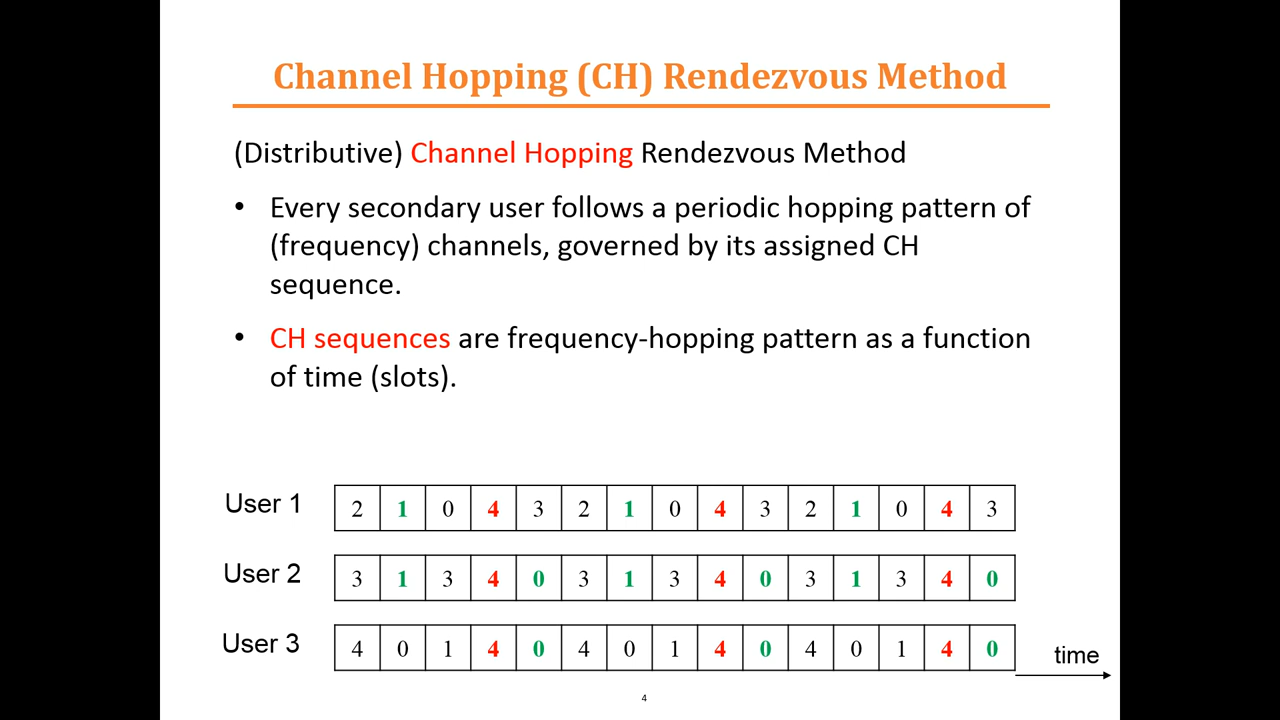 Channel Hopping (CH) Rendezvous Method
(Distributive) Channel Hopping Rendezvous Method
• Every secondary user follows a periodic hopping pattern of
(frequency) channels, governed by its assigned CH
sequence.
• CH sequences are frequency-hopping pattern as a function
of time (slots).
User 1 2 1 0 4 3 2 1 0 4 3 2 1 0 4 3
User 2 3 1 3 4 0 3 1 3 4 0 3 1 3 4 0
User 3 4 0 1 4 0 4 0 1 4 0 4 0 1 4 0
time
4